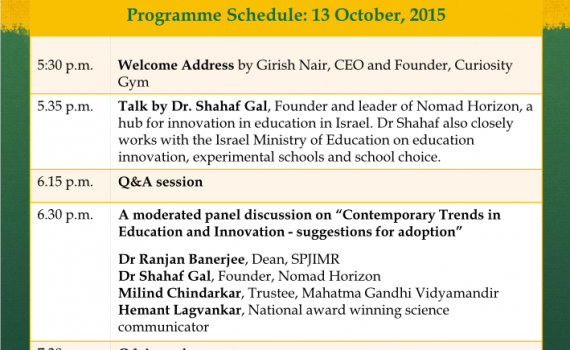 Programme Schedule: 13 October, 2015
5:30 p.m. Welcome Address by Girish Nair, CEO and Founder, Curiosity
Gym
5.35 p.m. Talk by Dr. Shahaf Gal, Founder and leader of Nomad Horizon, a
hub for innovation in education in Israel. Dr Shahaf also closely
works with the Israel Ministry of Education on education
innovation, experimental schools and school choice.
6.15 p.m. Q&A session
6.30 p.m. A moderated panel discussion on “Contemporary Trends in
Education and Innovation - suggestions for adoption”
Dr Ranjan Banerjee, Dean, SPJIMR
Dr Shahaf Gal, Founder, Nomad Horizon
Milind Chindarkar, Trustee, Mahatma Gandhi Vidyamandir
Hemant Lagvankar, National award winning science
communicator